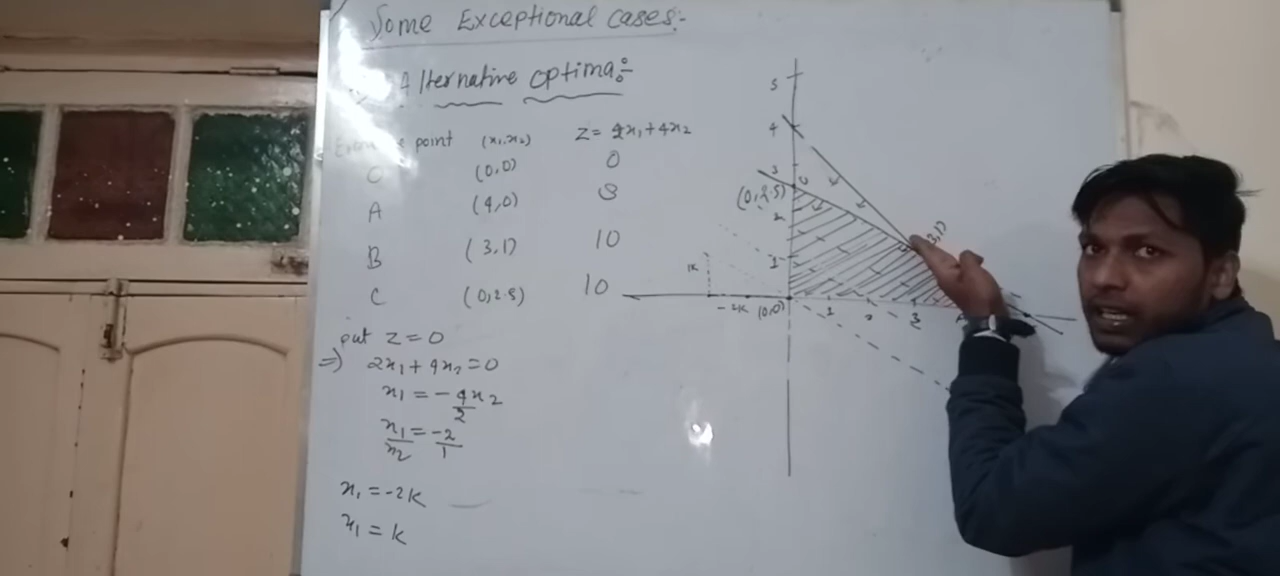 Some Exceptional cases:-
Alternative optima:-
point (x₁,x₂) Z= 2x₁+4x₂
O (0,0) 0
A (4,0) 8
B (3,1) 10
C (0,2.5) 10
put Z=0
=> 2x₁+4x₂=0
x₁ = -4x₂/2
x₁/x₂ = -2/1
x₁ = -2k
x₁ = k
5
4
3
(0,2.5)
2
1
1k
-2k (0,0) 1 2 3
3,1)